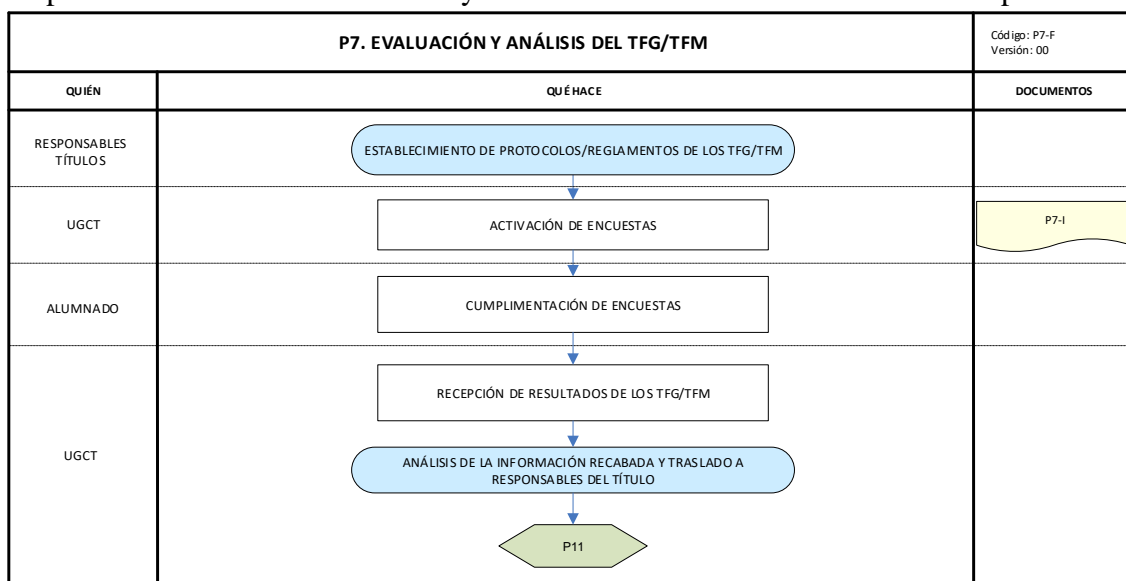 P7. EVALUACIÓN Y ANÁLISIS DEL TFG/TFM
Código: P7-F
Versión: 00
QUIÉN
QUÉ HACE
DOCUMENTOS
RESPONSABLES
TÍTULOS
ESTABLECIMIENTO DE PROTOCOLOS/REGLAMENTOS DE LOS TFG/TFM
UGCT
ACTIVACIÓN DE ENCUESTAS
P7-I
ALUMNADO
CUMPLIMENTACIÓN DE ENCUESTAS
RECEPCIÓN DE RESULTADOS DE LOS TFG/TFM
UGCT
ANÁLISIS DE LA INFORMACIÓN RECABADA Y TRASLADO A
RESPONSABLES DEL TÍTULO
P11